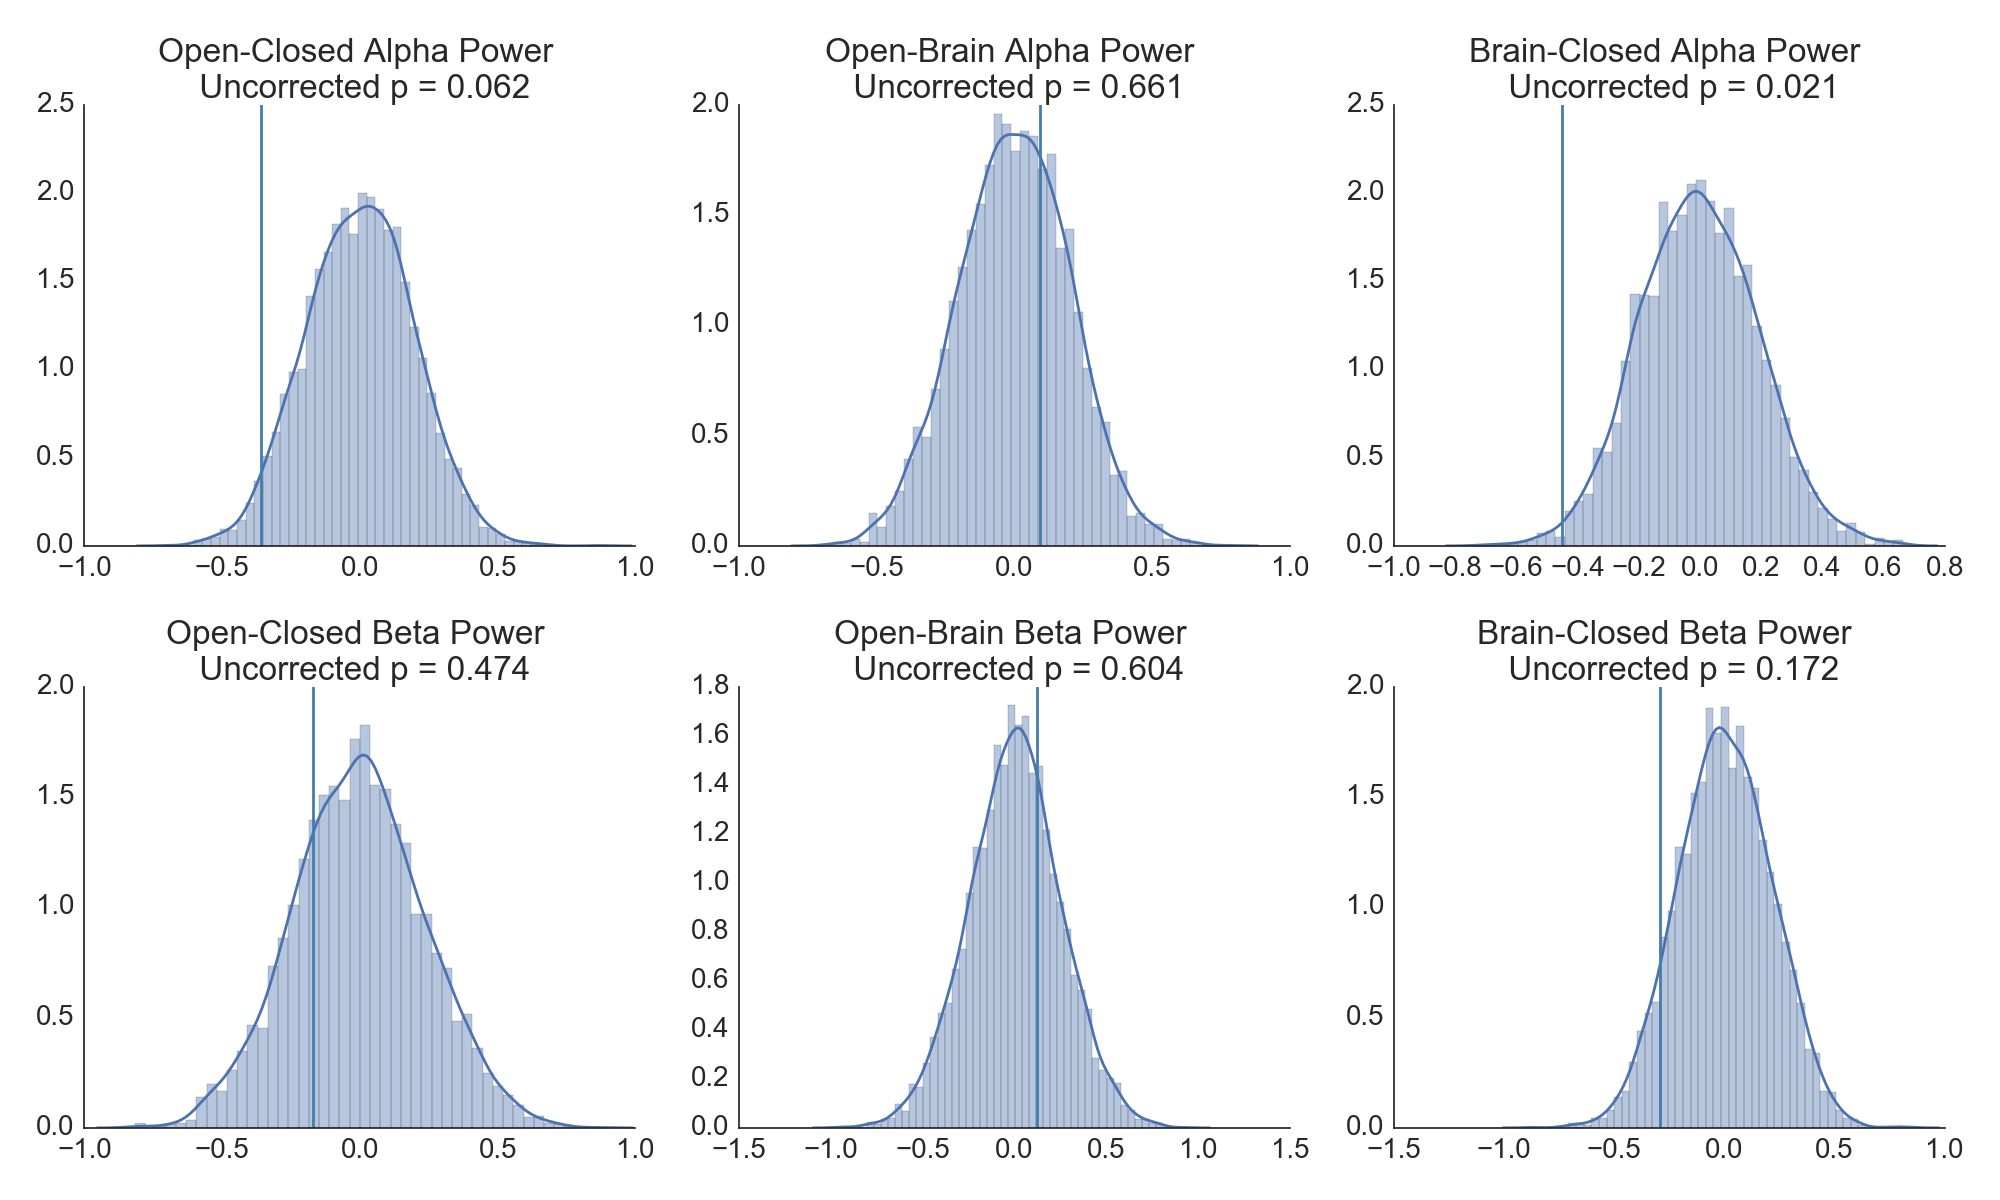 Open-Closed Alpha Power
Uncorrected p = 0.062
2.5
2.0
1.5
1.0
0.5
0.0
−1.0 −0.5 0.0 0.5 1.0
Open-Brain Alpha Power
Uncorrected p = 0.661
2.0
1.5
1.0
0.5
0.0
−1.0 −0.5 0.0 0.5 1.0
Brain-Closed Alpha Power
Uncorrected p = 0.021
2.5
2.0
1.5
1.0
0.5
0.0
−1.0 −0.8 −0.6 −0.4 −0.2 0.0 0.2 0.4 0.6 0.8
Open-Closed Beta Power
Uncorrected p = 0.474
2.0
1.5
1.0
0.5
0.0
−1.0 −0.5 0.0 0.5 1.0
Open-Brain Beta Power
Uncorrected p = 0.604
1.8
1.6
1.4
1.2
1.0
0.8
0.6
0.4
0.2
0.0
−1.5 −1.0 −0.5 0.0 0.5 1.0 1.5
Brain-Closed Beta Power
Uncorrected p = 0.172
2.0
1.5
1.0
0.5
0.0
−1.5 −1.0 −0.5 0.0 0.5 1.0